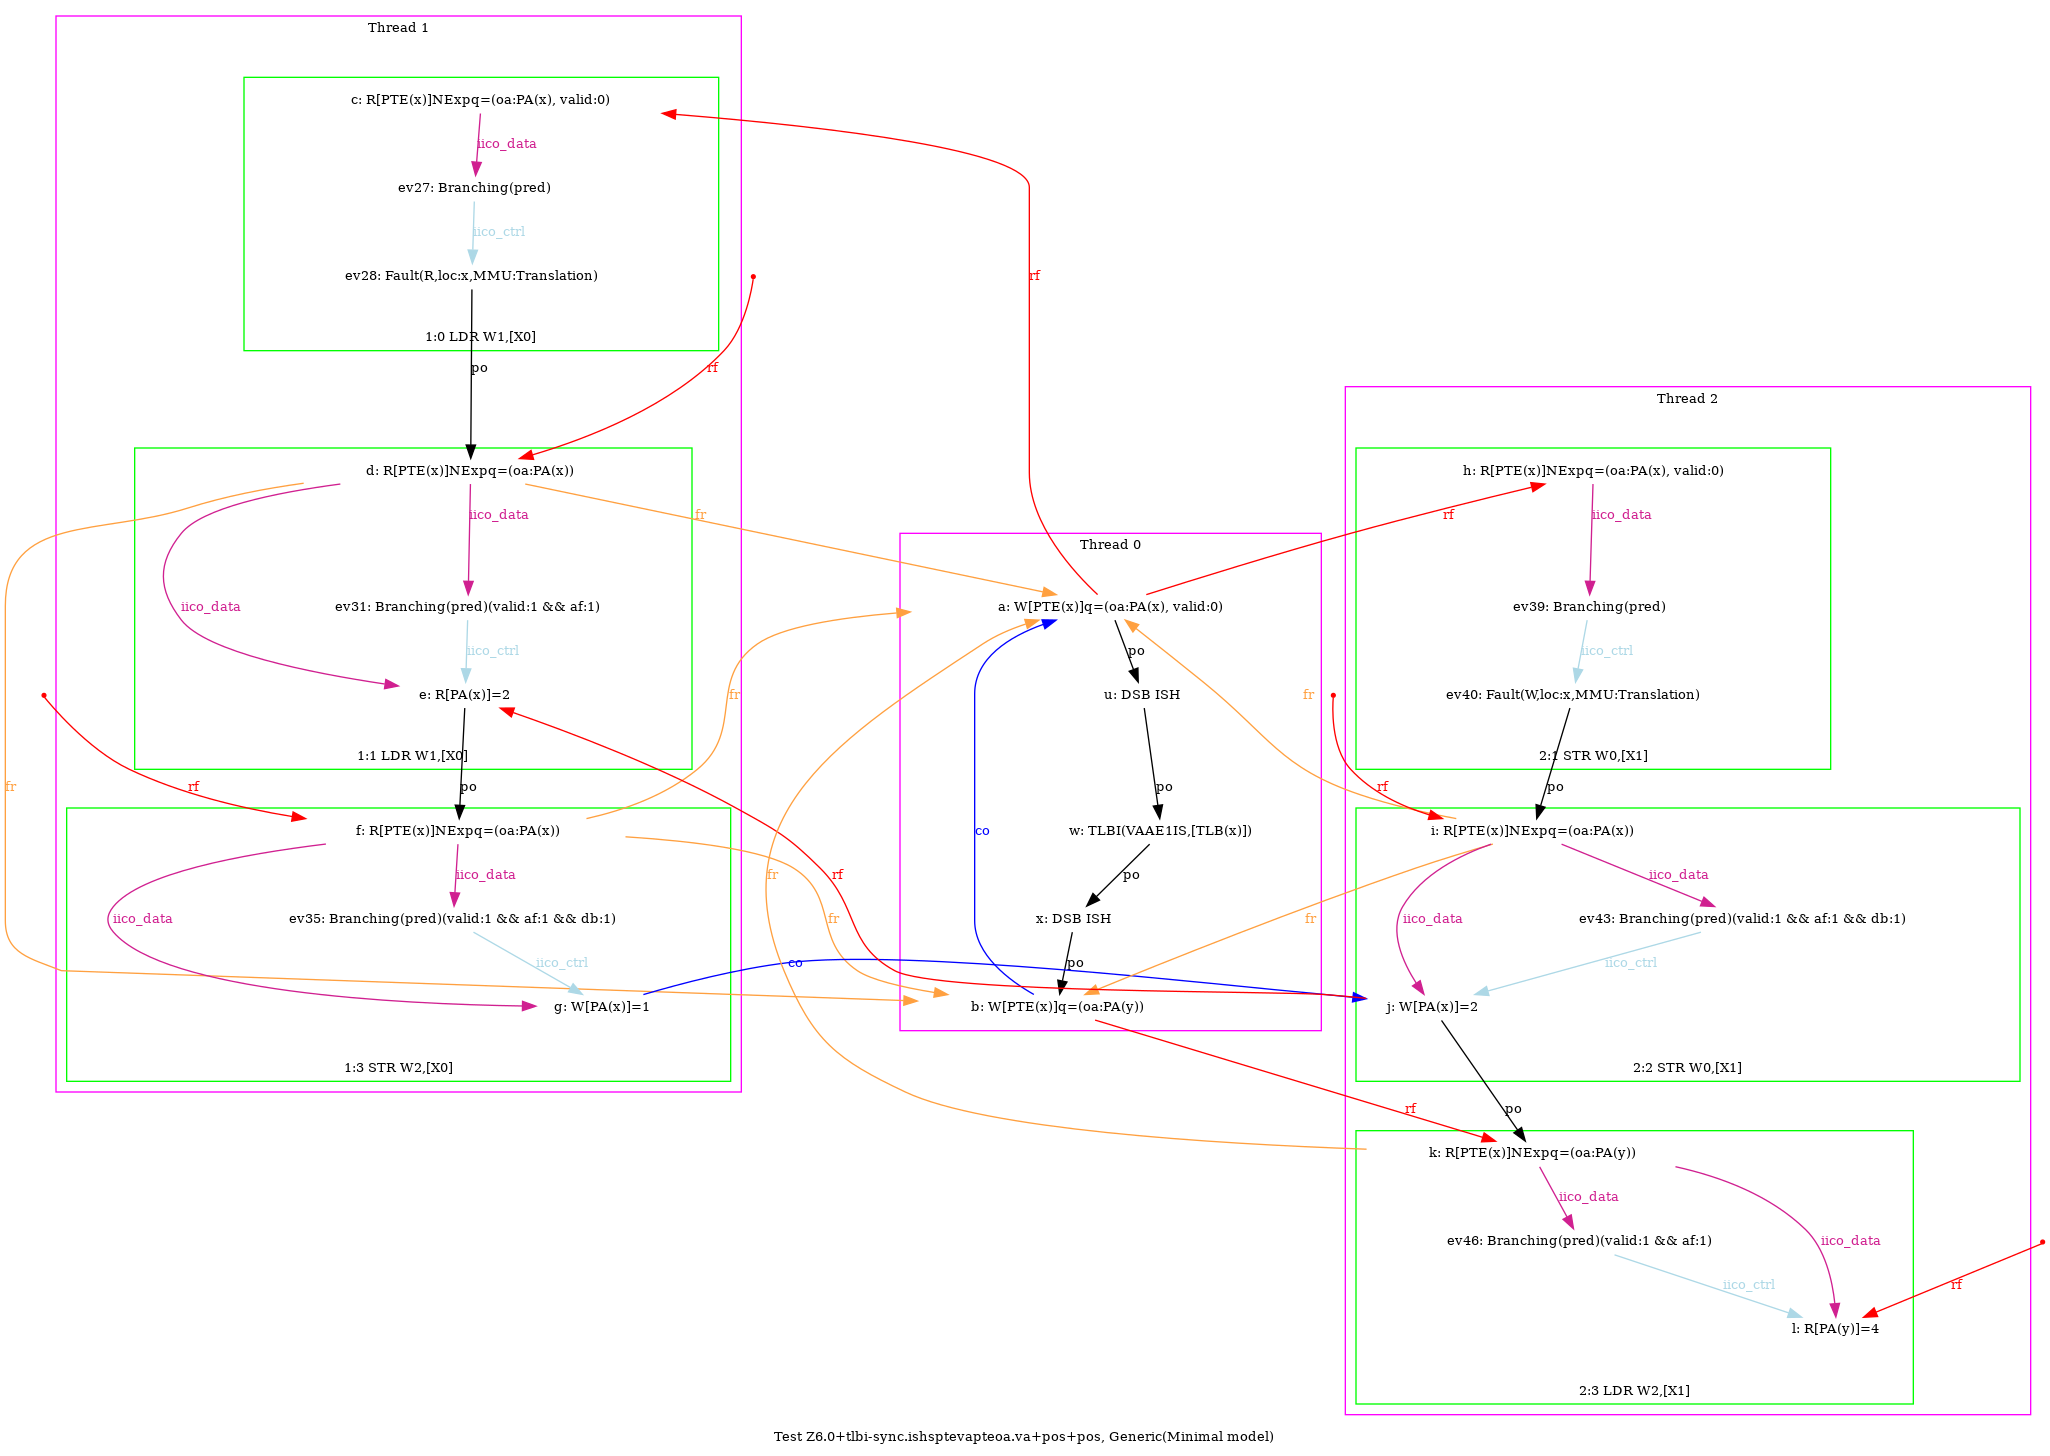 Thread 1
c: R[PTE(x)]NExpq=(oa:PA(x), valid:0)
iico_data
ev27: Branching(pred)
iico_ctrl
ev28: Fault(R,loc:x,MMU:Translation)
1:0 LDR W1,[X0]
po
rf
d: R[PTE(x)]NExpq=(oa:PA(x))
iico_data
iico_data
ev31: Branching(pred)(valid:1 && af:1)
iico_ctrl
e: R[PA(x)]=2
1:1 LDR W1,[X0]
fr
rf
po
f: R[PTE(x)]NExpq=(oa:PA(x))
iico_data
iico_data
ev35: Branching(pred)(valid:1 && af:1 && db:1)
iico_ctrl
g: W[PA(x)]=1
1:3 STR W2,[X0]
rf
fr
Thread 0
a: W[PTE(x)]q=(oa:PA(x), valid:0)
po
u: DSB ISH
fr
fr
po
w: TLBI(VAAE1IS,[TLB(x)])
co
rf
fr
po
x: DSB ISH
fr
fr
co
po
b: W[PTE(x)]q=(oa:PA(y))
rf
Thread 2
h: R[PTE(x)]NExpq=(oa:PA(x), valid:0)
rf
iico_data
ev39: Branching(pred)
iico_ctrl
ev40: Fault(W,loc:x,MMU:Translation)
2:1 STR W0,[X1]
rf
po
i: R[PTE(x)]NExpq=(oa:PA(x))
iico_data
iico_data
ev43: Branching(pred)(valid:1 && af:1 && db:1)
iico_ctrl
j: W[PA(x)]=2
2:2 STR W0,[X1]
po
k: R[PTE(x)]NExpq=(oa:PA(y))
iico_data
ev46: Branching(pred)(valid:1 && af:1)
iico_data
iico_ctrl
rf
l: R[PA(y)]=4
2:3 LDR W2,[X1]
Test Z6.0+tlbi-sync.ishsptevapteoa.va+pos+pos, Generic(Minimal model)